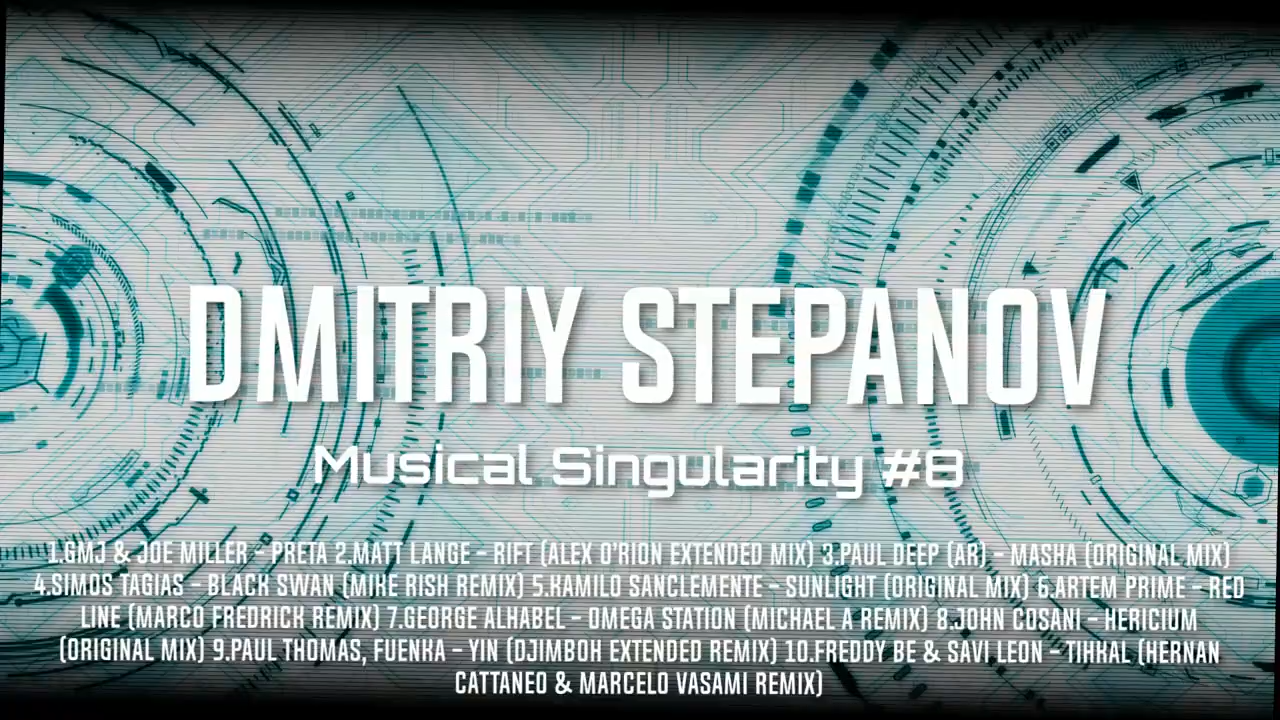 DMITRIY STEPANOV
Musical Singularity #8
1.GMJ & JOE MILLER – PRETA 2.MATT LANGE – RIFT (ALEX O'RION EXTENDED MIX) 3.PAUL DEEP (AR) – MASHA (ORIGINAL MIX)
4.SIMOS TAGIAS – BLACK SWAN (MIKE RISH REMIX) 5.KAMILO SANCLEMENTE – SUNLIGHT (ORIGINAL MIX) 6.ARTEM PRIME – RED
LINE (MARCO FREDRICK REMIX) 7.GEORGE ALHABEL – OMEGA STATION (MICHAEL A REMIX) 8.JOHN COSANI – HERICIUM
(ORIGINAL MIX) 9.PAUL THOMAS, FUENKA – YIN (DJIMBOH EXTENDED REMIX) 10.FREDDY BE & SAVI LEON – TIHKAL (HERNAN
CATTANEO & MARCELO VASAMI REMIX)